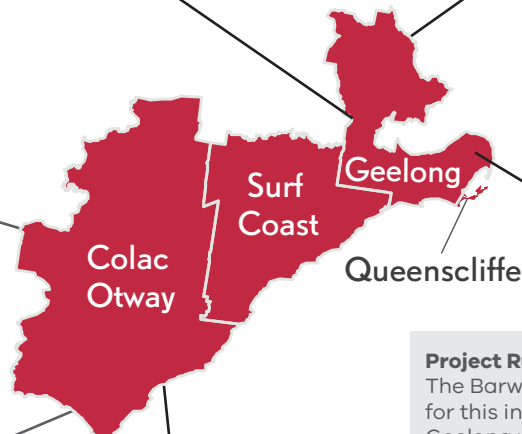 Geelong
Surf
Coast
Colac
Otway
Queenscliffe
Project
The Barw
for this in